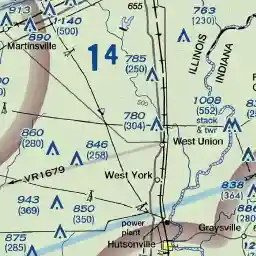 913
655
763
(230)
1140
(500)
890
(280)
Martinsville
14
785
(250)
ILLINOIS
INDIANA
1008
(552)
stack
& twr
780
(304)
860
(280)
846
(258)
West Union
VR1679
West York
838
(364)
943
(369)
850
(350)
power
plant
Graysville
875
(285)
Hutsonville